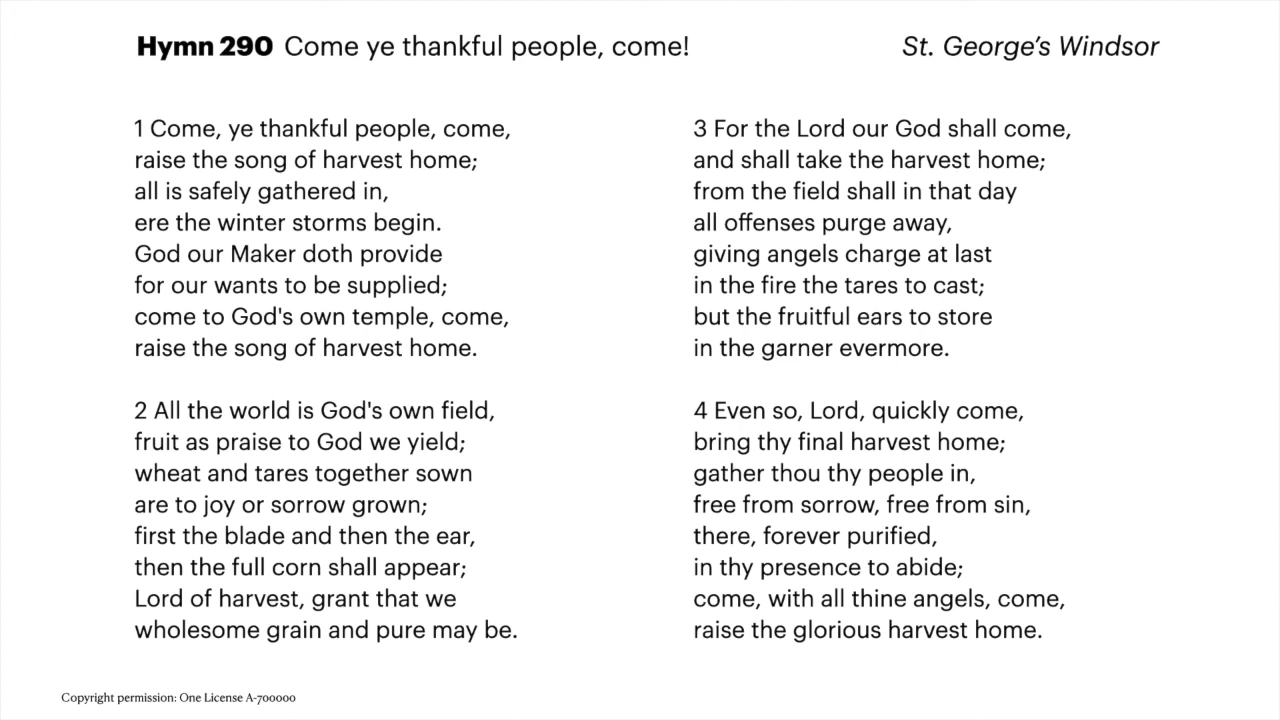 Hymn 290 Come ye thankful people, come!
St. George's Windsor
1 Come, ye thankful people, come,
raise the song of harvest home;
all is safely gathered in,
ere the winter storms begin.
God our Maker doth provide
for our wants to be supplied;
come to God's own temple, come,
raise the song of harvest home.
2 All the world is God's own field,
fruit as praise to God we yield;
wheat and tares together sown
are to joy or sorrow grown;
first the blade and then the ear,
then the full corn shall appear;
Lord of harvest, grant that we
wholesome grain and pure may be.
3 For the Lord our God shall come,
and shall take the harvest home;
from the field shall in that day
all offenses purge away,
giving angels charge at last
in the fire the tares to cast;
but the fruitful ears to store
in the garner evermore.
4 Even so, Lord, quickly come,
bring thy final harvest home;
gather thou thy people in,
free from sorrow, free from sin,
there, forever purified,
in thy presence to abide;
come, with all thine angels, come,
raise the glorious harvest home.
Copyright permission: One License A-700000